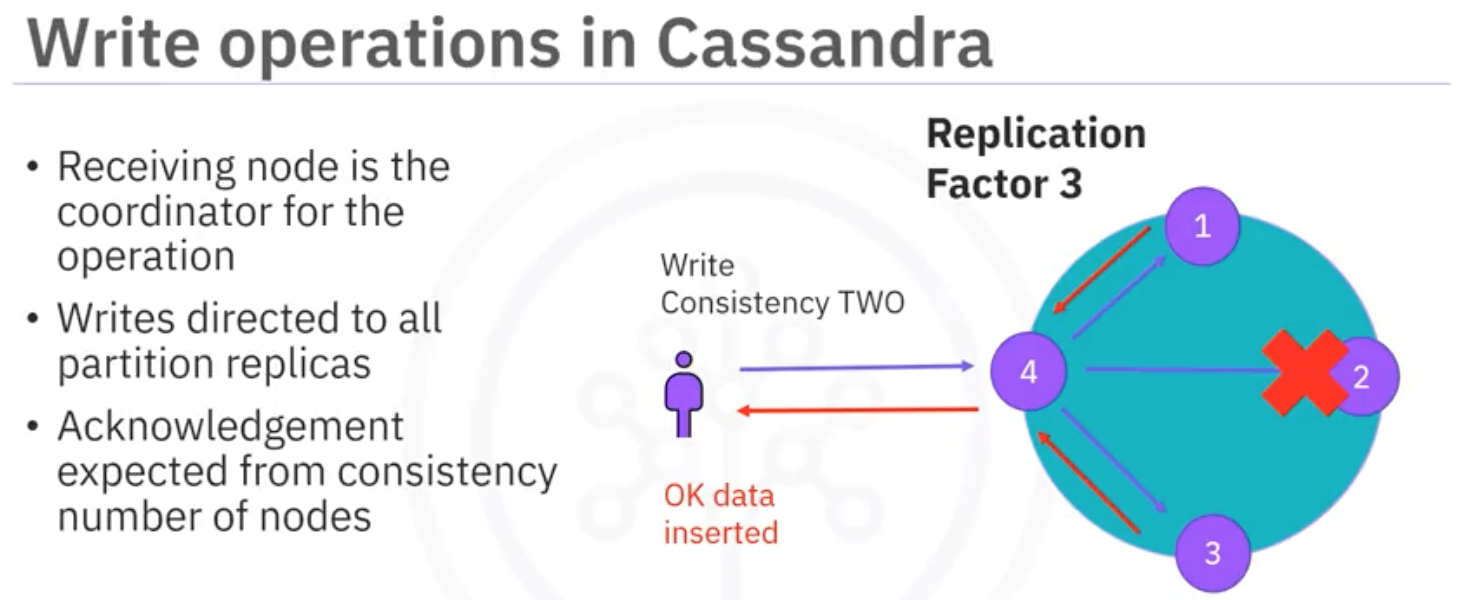 Write operations in Cassandra
• Receiving node is the
coordinator for the
operation
• Writes directed to all
partition replicas
• Acknowledgement
expected from consistency
number of nodes
Replication
Factor 3
Write
Consistency TWO
OK data
inserted
1
4
2
3